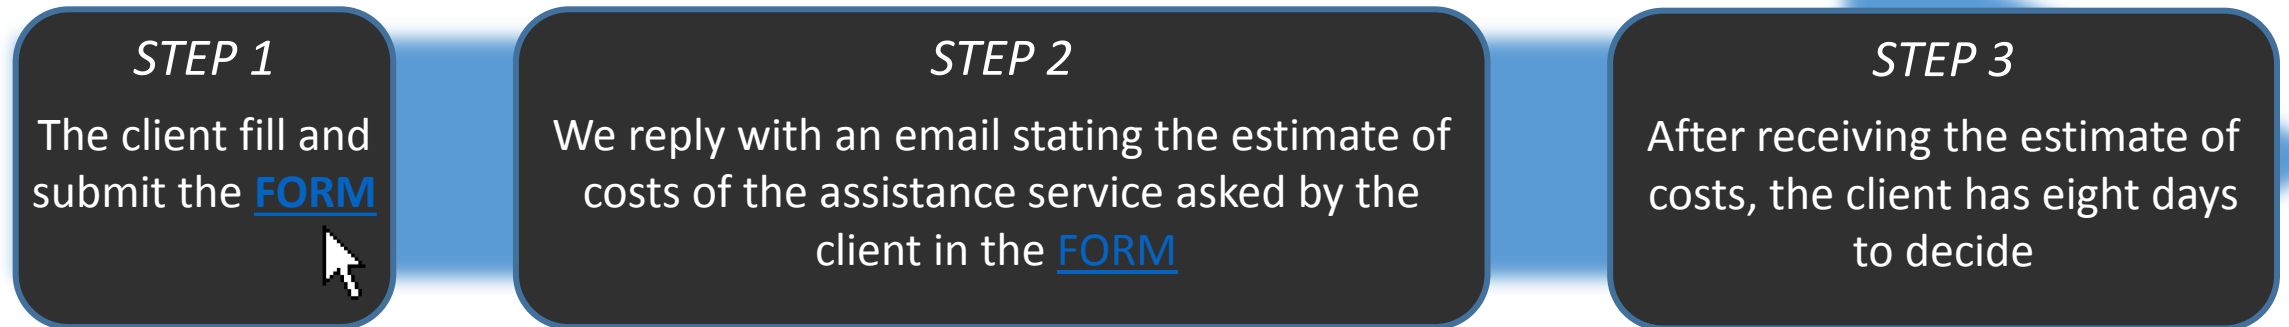 STEP 1
The client fill and
submit the FORM
STEP 2
We reply with an email stating the estimate of
costs of the assistance service asked by the
client in the FORM
STEP 3
After receiving the estimate of
costs, the client has eight days
to decide